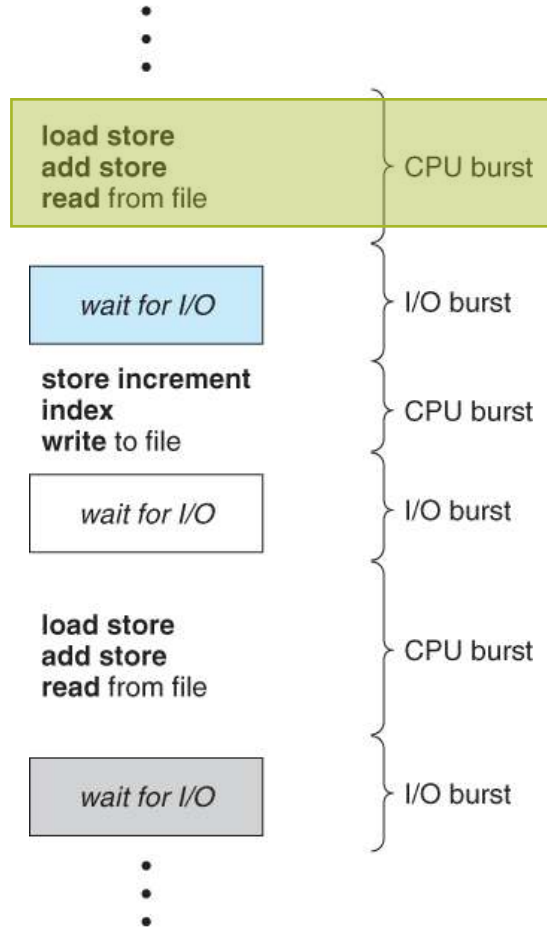 load store
add store
read from file
CPU burst
wait for I/O
I/O burst
store increment
index
write to file
CPU burst
wait for I/O
I/O burst
load store
add store
read from file
CPU burst
wait for I/O
I/O burst